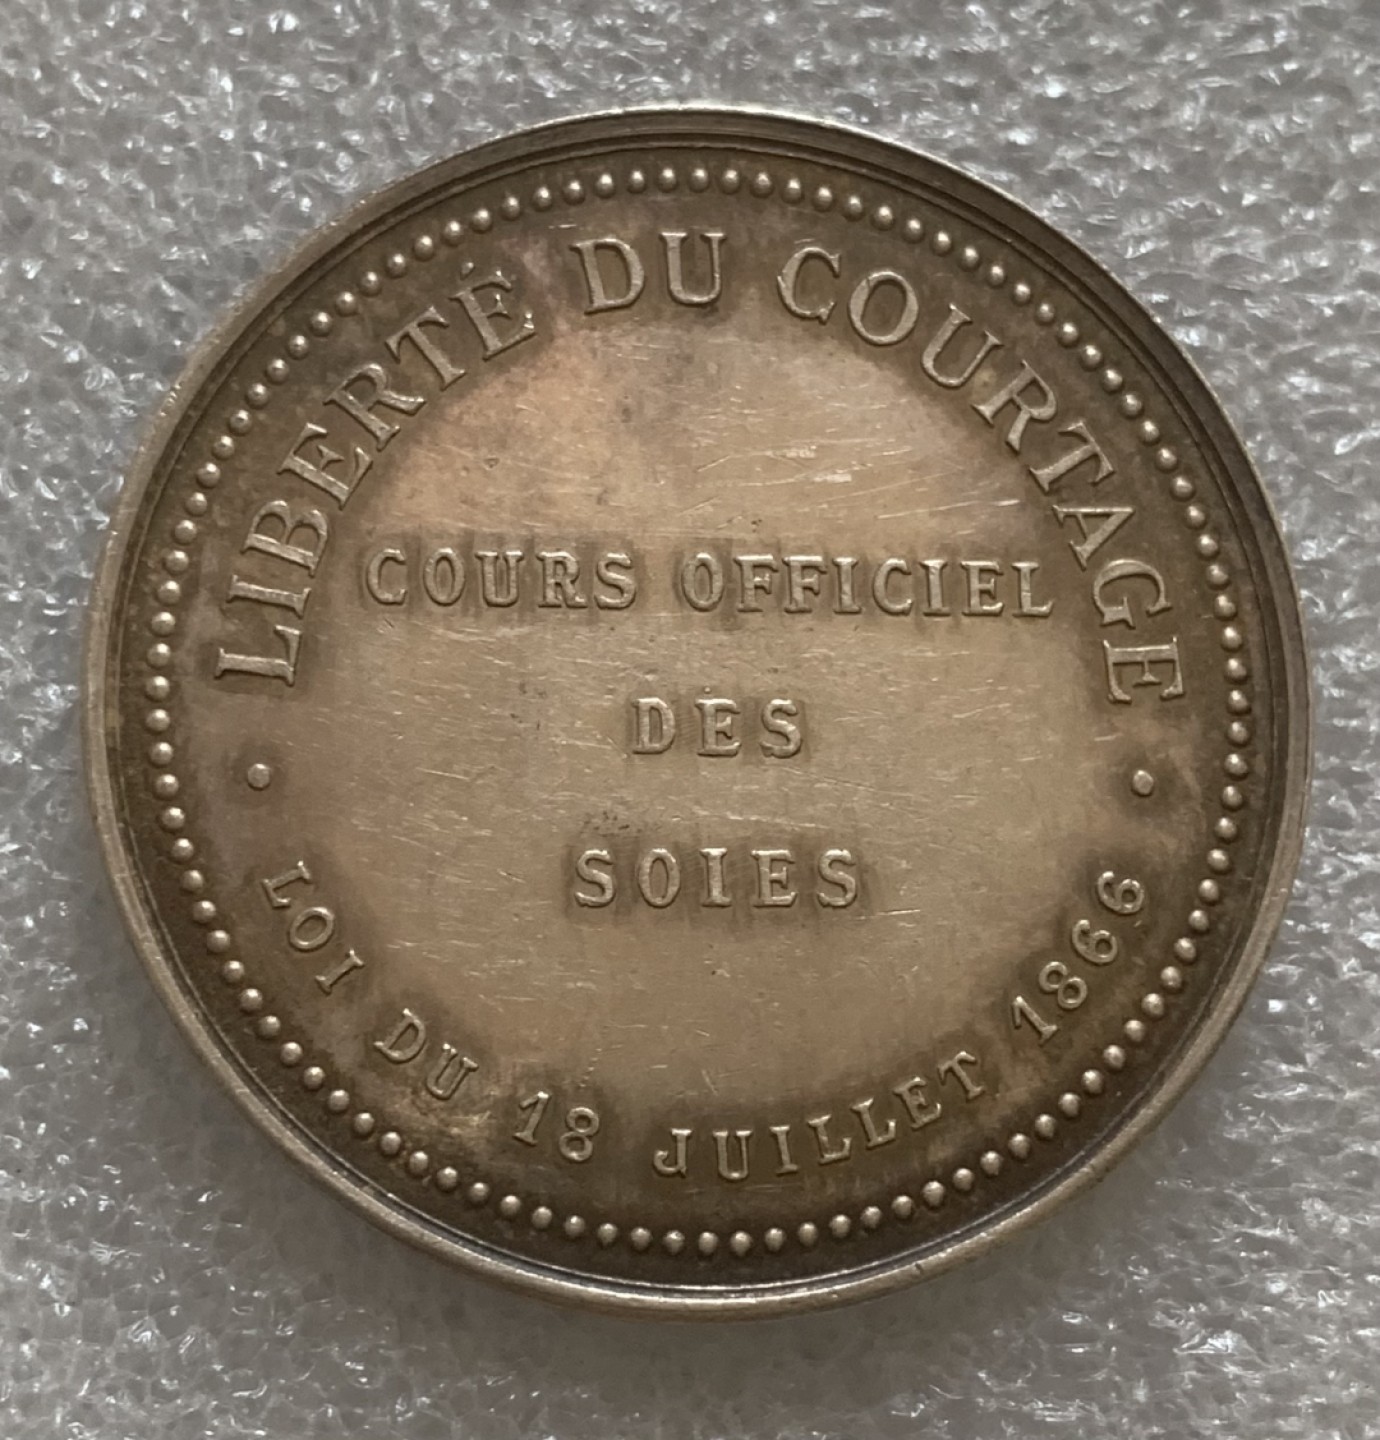 LIBERTÉ DU COURTAGE
COURS OFFICIEL
DES
SOIES
LOI DU 18 JUILLET 1866